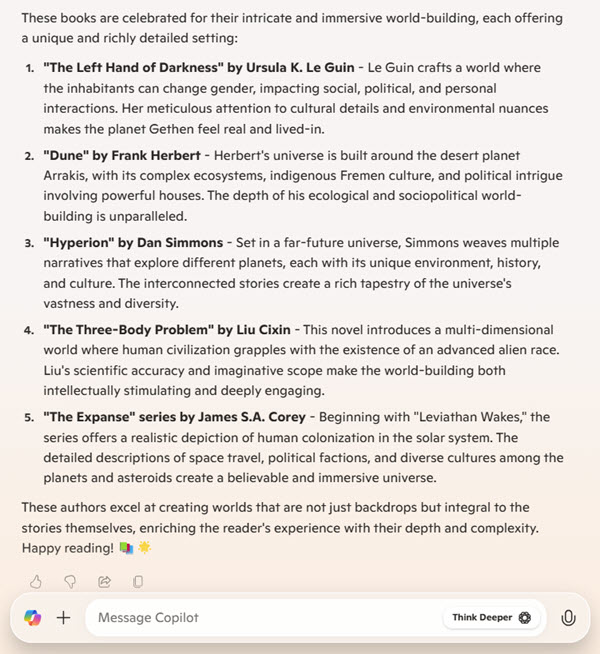 These books are celebrated for their intricate and immersive world-building, each offering
a unique and richly detailed setting:
1. "The Left Hand of Darkness" by Ursula K. Le Guin - Le Guin crafts a world where
the inhabitants can change gender, impacting social, political, and personal
interactions. Her meticulous attention to cultural details and environmental nuances
makes the planet Gethen feel real and lived-in.
2. "Dune" by Frank Herbert - Herbert's universe is built around the desert planet
Arrakis, with its complex ecosystems, indigenous Fremen culture, and political intrigue
involving powerful houses. The depth of his ecological and sociopolitical world-
building is unparalleled.
3. "Hyperion" by Dan Simmons - Set in a far-future universe, Simmons weaves multiple
narratives that explore different planets, each with its unique environment, history,
and culture. The interconnected stories create a rich tapestry of the universe's
vastness and diversity.
4. "The Three-Body Problem" by Liu Cixin - This novel introduces a multi-dimensional
world where human civilization grapples with the existence of an advanced alien race.
Liu's scientific accuracy and imaginative scope make the world-building both
intellectually stimulating and deeply engaging.
5. "The Expanse" series by James S.A. Corey - Beginning with "Leviathan Wakes," the
series offers a realistic depiction of human colonization in the solar system. The
detailed descriptions of space travel, political factions, and diverse cultures among the
planets and asteroids create a believable and immersive universe.
These authors excel at creating worlds that are not just backdrops but integral to the
stories themselves, enriching the reader's experience with their depth and complexity.
Happy reading! 📚 🌟
Message Copilot
Think Deeper